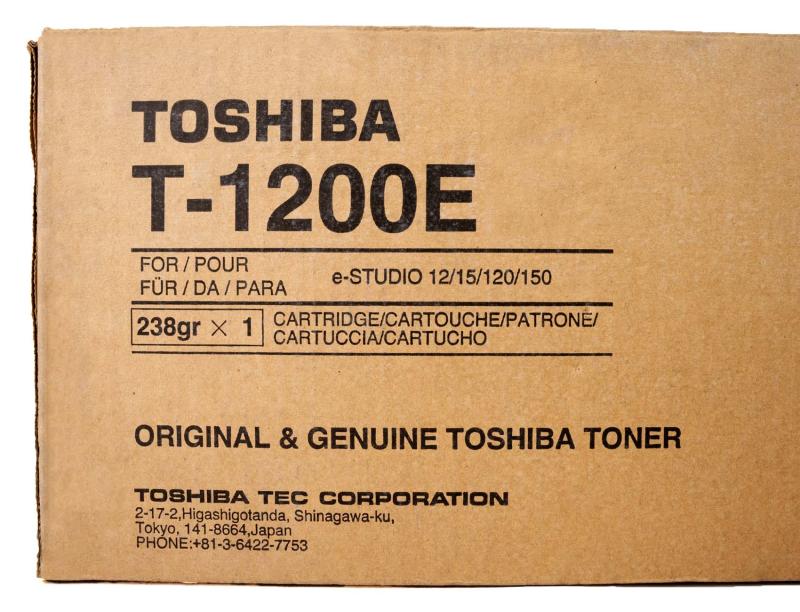 TOSHIBA
T-1200E
FOR / POUR
FÜR / DA / PARA
e-STUDIO 12/15/120/150
238gr × 1
CARTRIDGE/CARTOUCHE/PATRONE/
CARTUCCIA/CARTUCHO
ORIGINAL & GENUINE TOSHIBA TONER
TOSHIBA TEC CORPORATION
2-17-2,Higashigotanda, Shinagawa-ku,
Tokyo, 141-8664,Japan
PHONE:+81-3-6422-7753